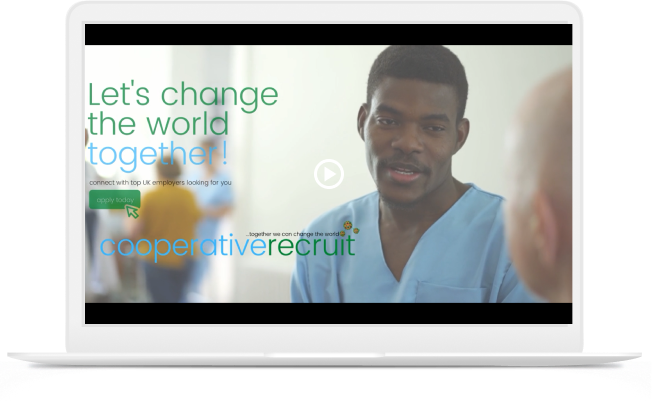 Let's change
the world
together!
connect with top UK employers looking for you
apply today
...together we can change the world
cooperativerecruit